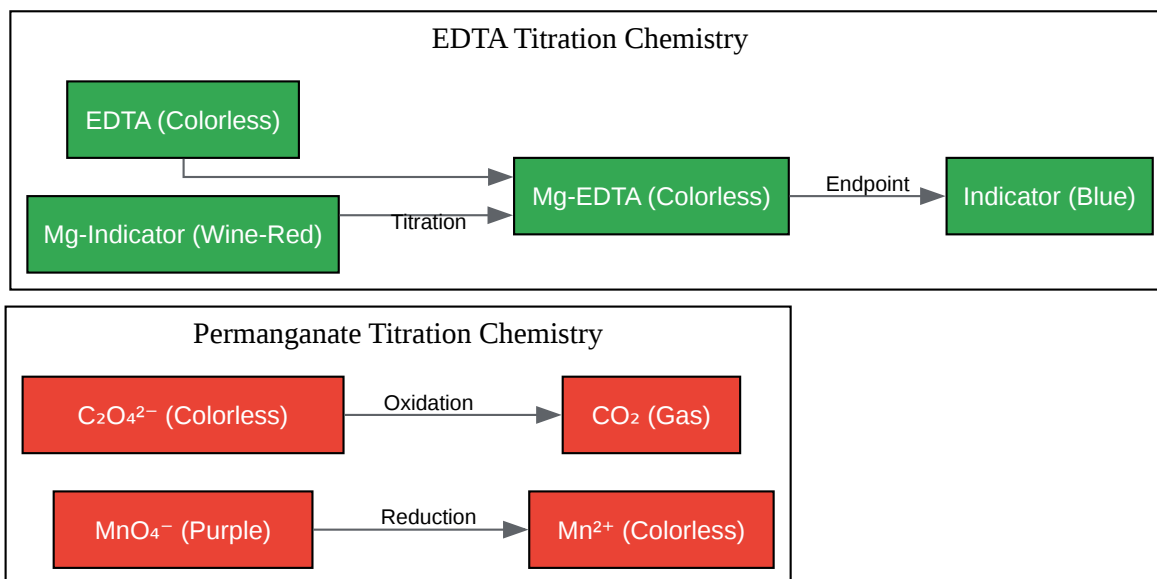 EDTA Titration Chemistry
EDTA (Colorless)
Mg-Indicator (Wine-Red)
Titration
Mg-EDTA (Colorless)
Endpoint
Indicator (Blue)
Permanganate Titration Chemistry
C₂O₄²⁻ (Colorless)
Oxidation
CO₂ (Gas)
MnO₄⁻ (Purple)
Reduction
Mn²⁺ (Colorless)